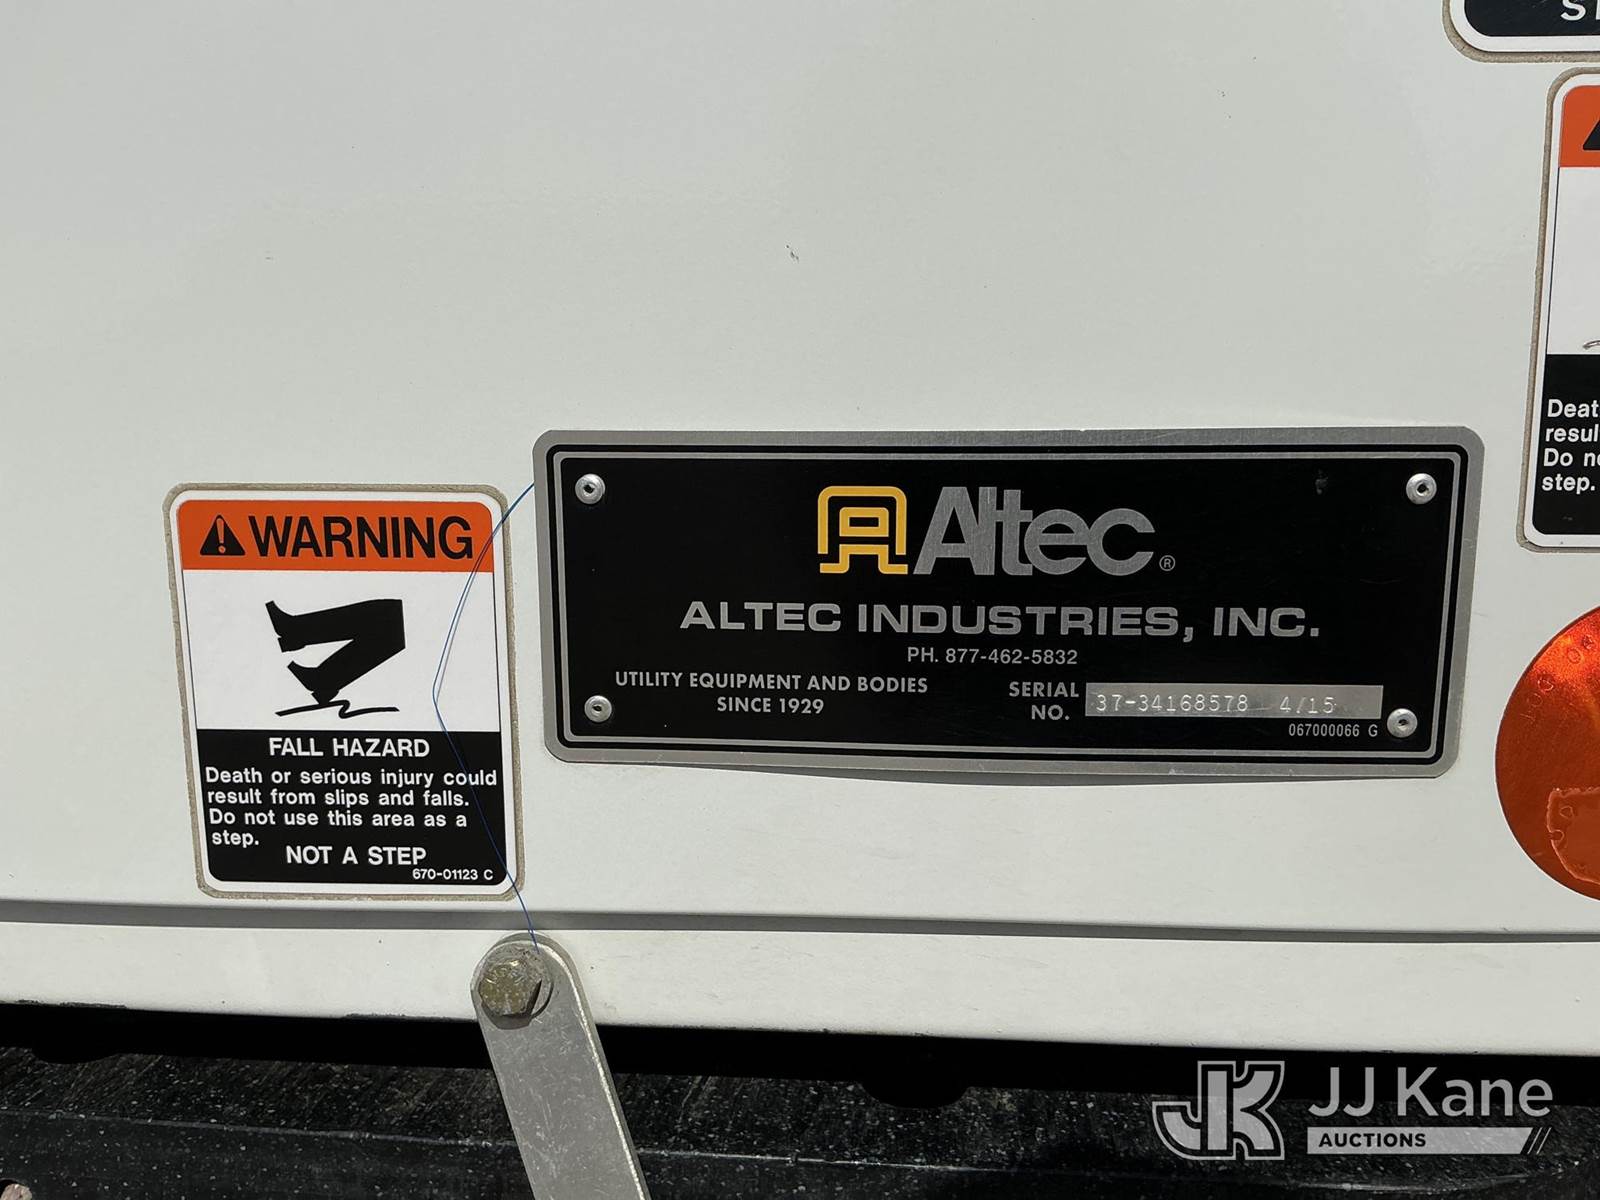 WARNING
FALL HAZARD
Death or serious injury could
result from slips and falls.
Do not use this area as a
step.
NOT A STEP
670-01123 C
Altec®
ALTEC INDUSTRIES, INC.
PH. 877-462-5832
UTILITY EQUIPMENT AND BODIES
SINCE 1929
SERIAL
NO.
37-34168578 4/15
067000066 G
Do
step.
JJ Kane
AUCTIONS